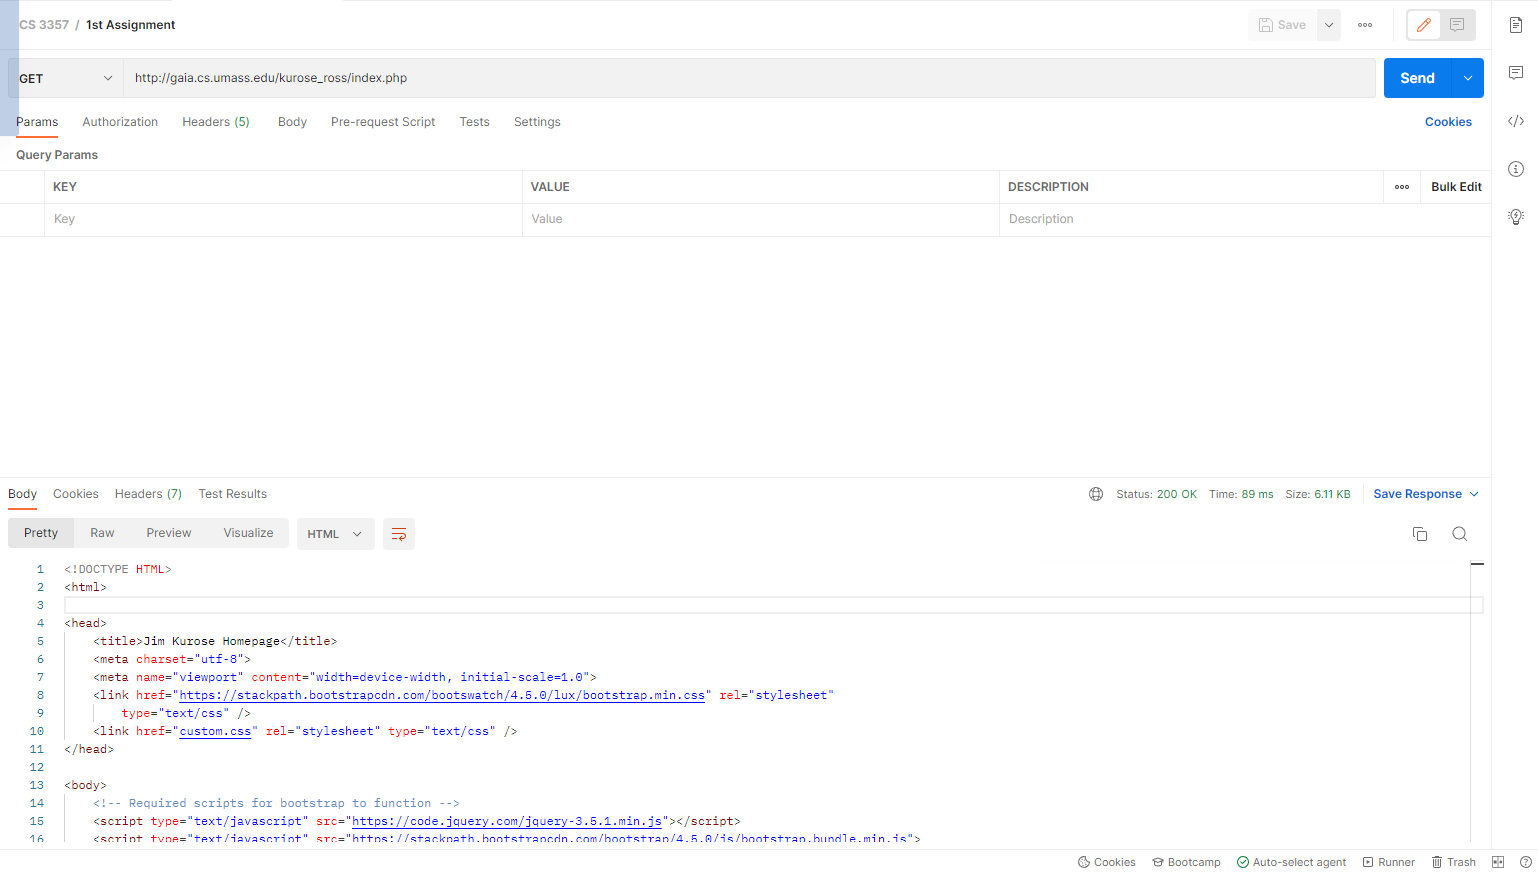 CS 3357 / 1st Assignment
Save
GET
http://gaia.cs.umass.edu/kurose_ross/index.php
Send
Params Authorization Headers (5) Body Pre-request Script Tests Settings Cookies
Query Params
KEY VALUE DESCRIPTION Bulk Edit
Key Value Description
Body Cookies Headers (7) Test Results Status: 200 OK Time: 89 ms Size: 6.11 KB Save Response
Pretty Raw Preview Visualize HTML
1 <!DOCTYPE HTML>
2 <html>
3
4 <head>
5 <title>Jim Kurose Homepage</title>
6 <meta charset="utf-8">
7 <meta name="viewport" content="width=device-width, initial-scale=1.0">
8 <link href="https://stackpath.bootstrapcdn.com/bootswatch/4.5.0/lux/bootstrap.min.css" rel="stylesheet"
9 type="text/css" />
10 <link href="custom.css" rel="stylesheet" type="text/css" />
11 </head>
12
13 <body>
14 <!-- Required scripts for bootstrap to function -->
15 <script type="text/javascript" src="https://code.jquery.com/jquery-3.5.1.min.js"></script>
16 <script type="text/javascript" src="https://stackpath.bootstrapcdn.com/bootstrap/4.5.0/js/bootstrap.bundle.min.js">
Cookies Bootcamp Auto-select agent Runner Trash